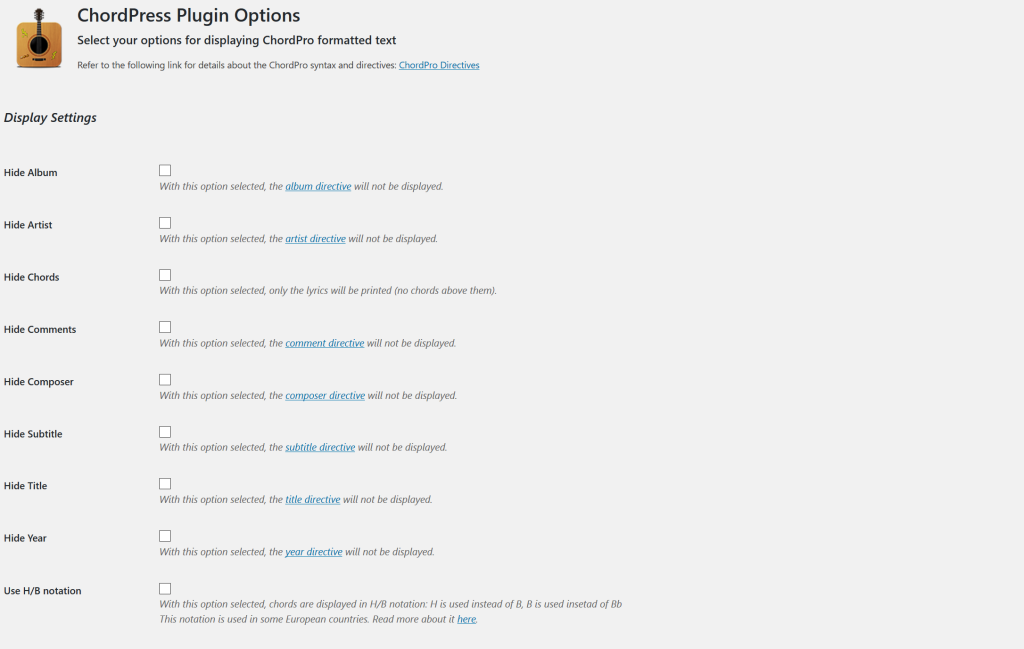 ChordPress Plugin Options
Select your options for displaying ChordPro formatted text
Refer to the following link for details about the ChordPro syntax and directives: ChordPro Directives
Display Settings
Hide Album
With this option selected, the album directive will not be displayed.
Hide Artist
With this option selected, the artist directive will not be displayed.
Hide Chords
With this option selected, only the lyrics will be printed (no chords above them).
Hide Comments
With this option selected, the comment directive will not be displayed.
Hide Composer
With this option selected, the composer directive will not be displayed.
Hide Subtitle
With this option selected, the subtitle directive will not be displayed.
Hide Title
With this option selected, the title directive will not be displayed.
Hide Year
With this option selected, the year directive will not be displayed.
Use H/B notation
With this option selected, chords are displayed in H/B notation: H is used instead of B, B is used insetad of Bb
This notation is used in some European countries. Read more about it here.